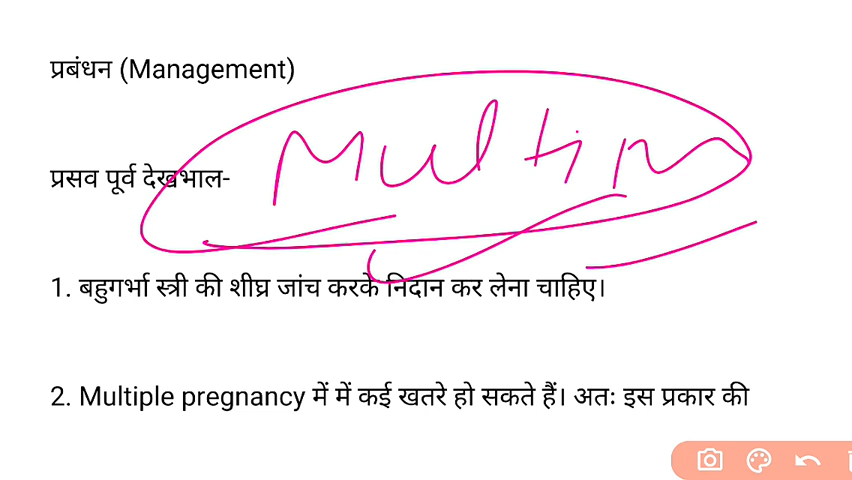 प्रबंधन (Management)
प्रसव पूर्व देखभाल-
1. बहुगर्भा स्त्री की शीघ्र जांच करके निदान कर लेना चाहिए।
2. Multiple pregnancy में में कई खतरे हो सकते हैं। अतः इस प्रकार की